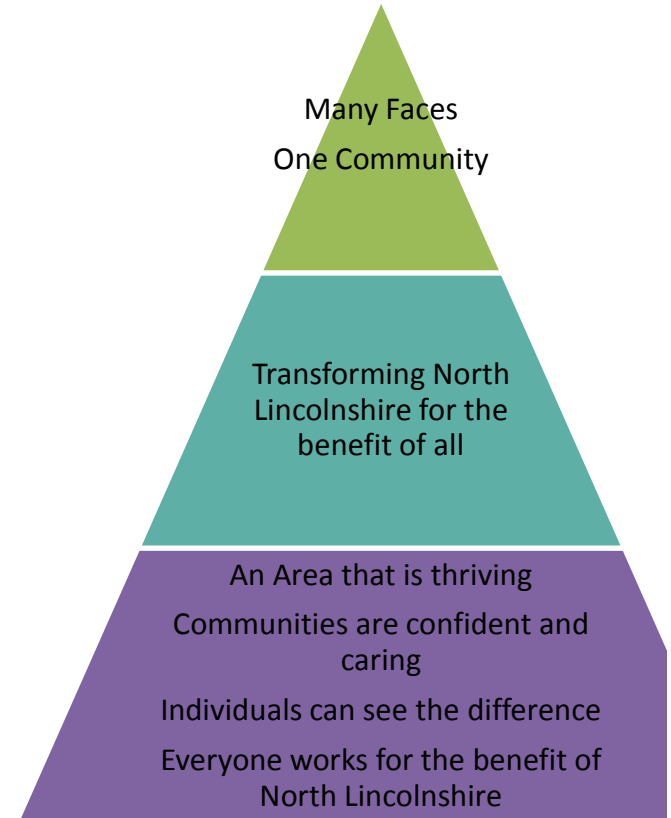 Many Faces
One Community
Transforming North
Lincolnshire for the
benefit of all
An Area that is thriving
Communities are confident and
caring
Individuals can see the difference
Everyone works for the benefit of
North Lincolnshire